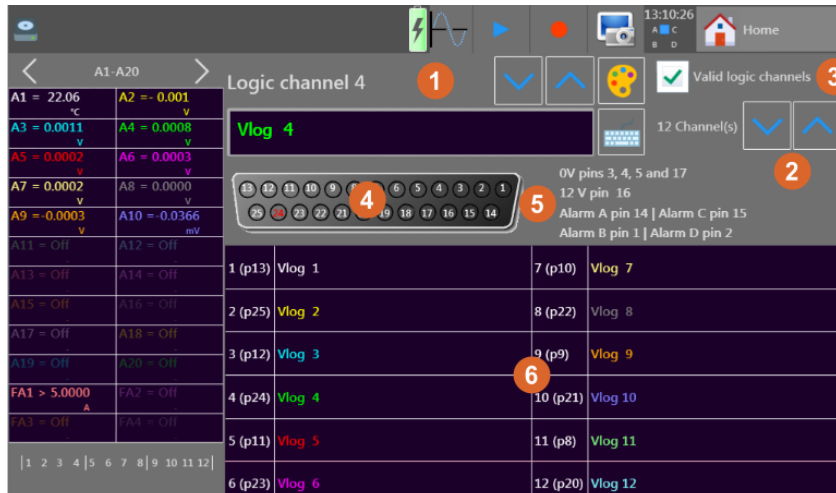 13:10:26
A C
B D
Home
A1-A20
A1 = 22.06
°C
A2 =- 0.001
V
A3 = 0.0011
V
A4 = 0.0008
V
A5 = 0.0002
V
A6 = 0.0003
V
A7 = 0.0002
V
A8 = 0.0000
V
A9 =-0.0003
V
A10 =-0.0366
mV
A11 = Off
A12 = Off
A13 = Off
A14 = Off
A15 = Off
A16 = Off
A17 = Off
A18 = Off
A19 = Off
A20 = Off
FA1 > 5.0000
A
FA2 = Off
FA3 = Off
FA4 = Off
1 2 3 4 5 6 7 8 9 10 11 12
Logic channel 4
1
Valid logic channels
3
Vlog 4
12 Channel(s)
2
13 12 11 10 9 8 6 5 4 3 2 1
4
25 24 23 22 21 19 18 17 16 15 14
5
0V pins 3, 4, 5 and 17
12 V pin 16
Alarm A pin 14 | Alarm C pin 15
Alarm B pin 1 | Alarm D pin 2
1 (p13) Vlog 1
7 (p10) Vlog 7
2 (p25) Vlog 2
8 (p22) Vlog 8
3 (p12) Vlog 3
9 (p9) Vlog 9
6
4 (p24) Vlog 4
10 (p21) Vlog 10
5 (p11) Vlog 5
11 (p8) Vlog 11
6 (p23) Vlog 6
12 (p20) Vlog 12